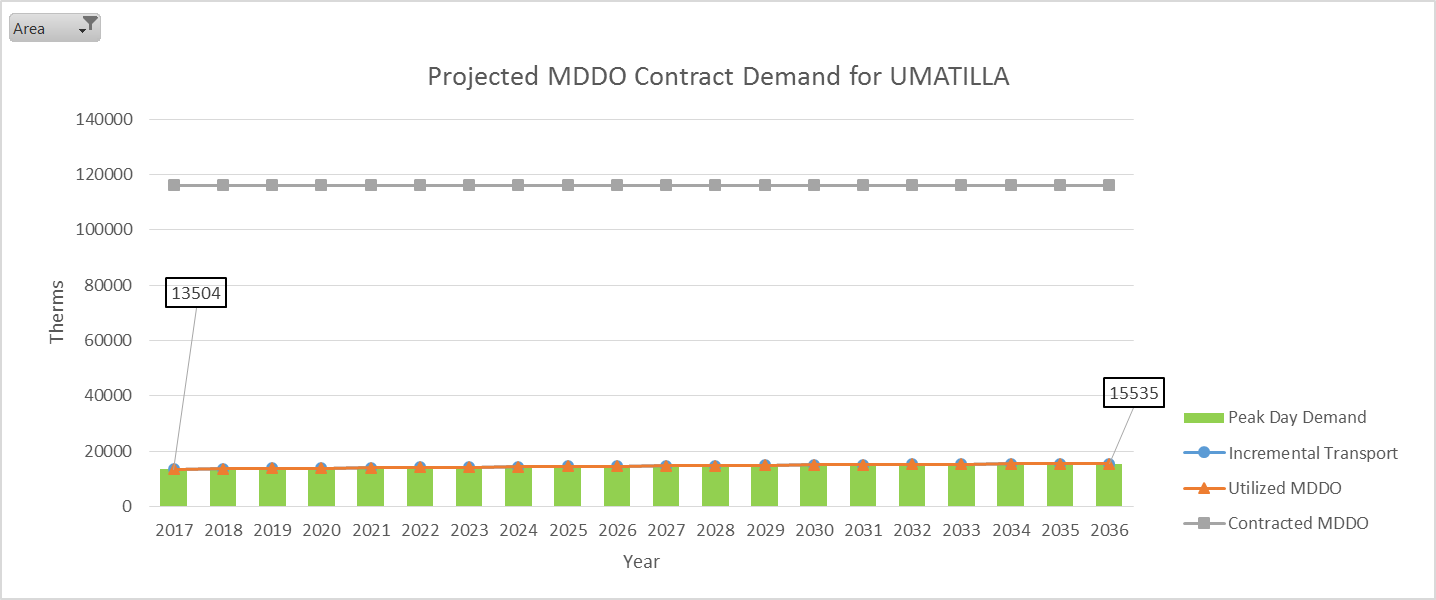 Area
Projected MDDO Contract Demand for UMATILLA
140000
120000
100000
80000
60000
40000
20000
0
Therms
13504
15535
2017 2018 2019 2020 2021 2022 2023 2024 2025 2026 2027 2028 2029 2030 2031 2032 2033 2034 2035 2036
Year
Peak Day Demand
Incremental Transport
Utilized MDDO
Contracted MDDO